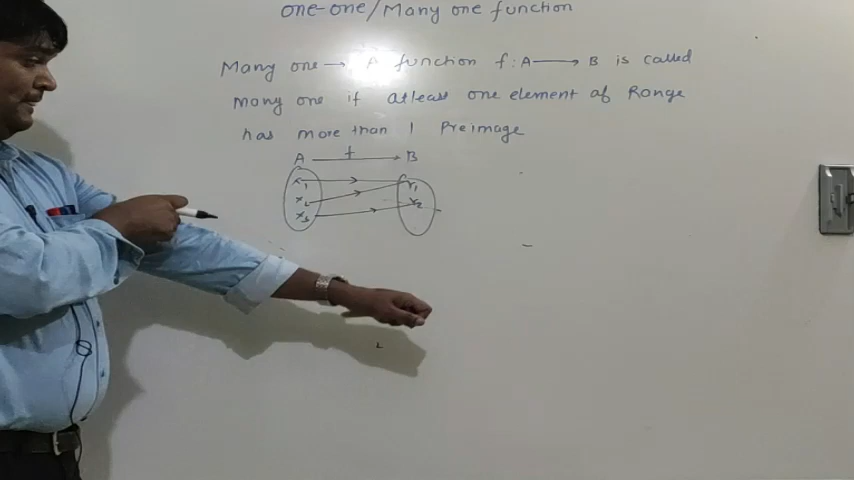 one-one/Many one function
Many one → A function f: A → B is called
Many one if atleast one element of Range
has more than 1 Preimage
A f → B
x1 Y1
x2 Y2
x3